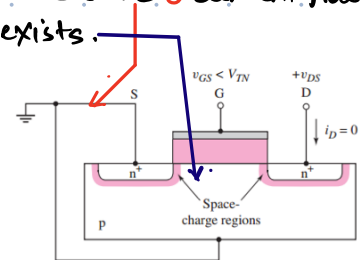 exists.
v_GS < V_TN
+v_DS
S
G
D
i_D = 0
n⁺
n⁺
Space-
charge regions
p